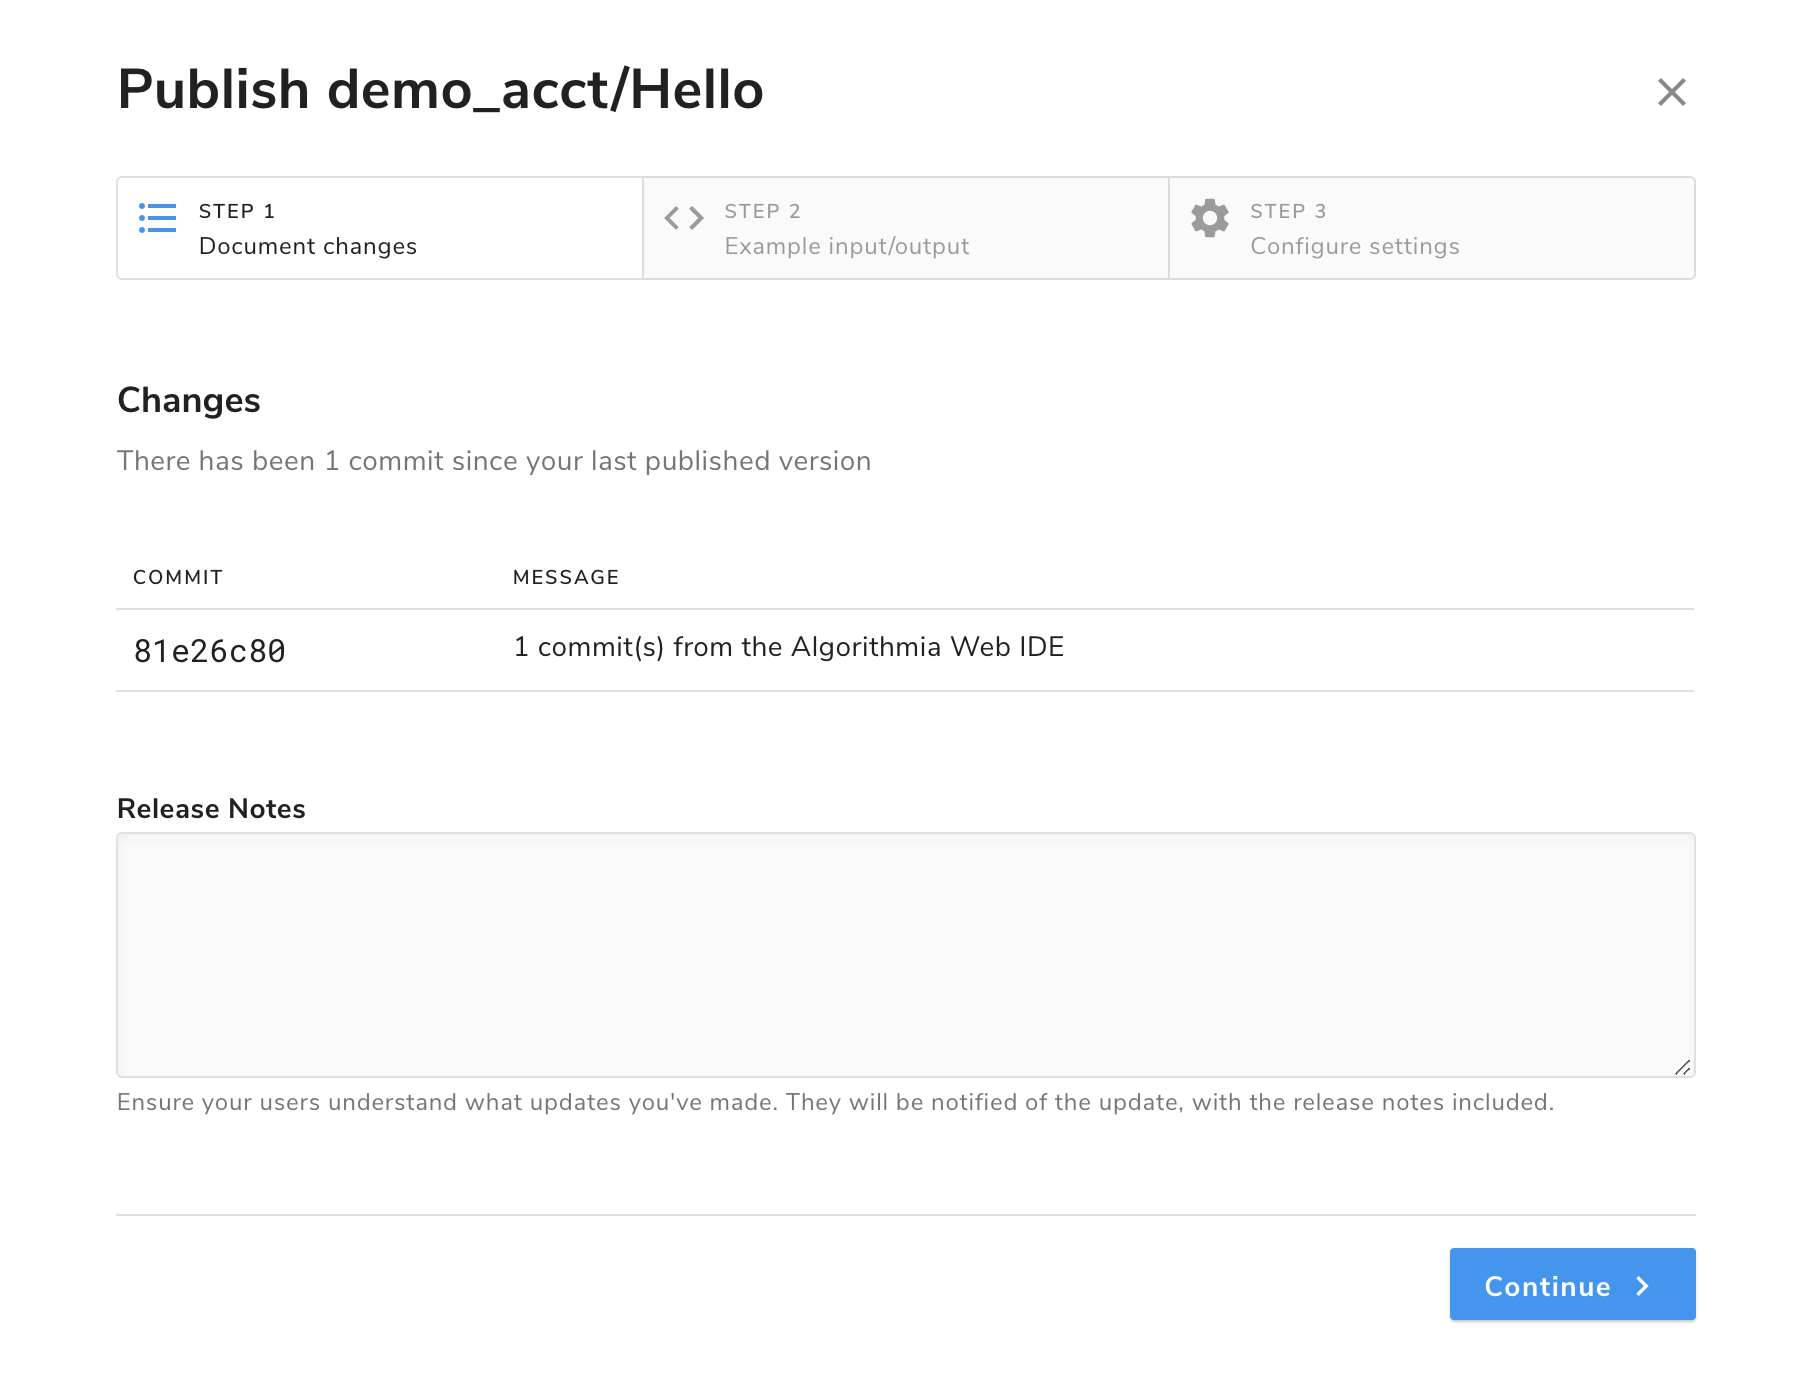 Publish demo_acct/Hello
STEP 1
Document changes
STEP 2
Example input/output
STEP 3
Configure settings
Changes
There has been 1 commit since your last published version
COMMIT MESSAGE
81e26c80 1 commit(s) from the Algorithmia Web IDE
Release Notes
Ensure your users understand what updates you've made. They will be notified of the update, with the release notes included.
Continue